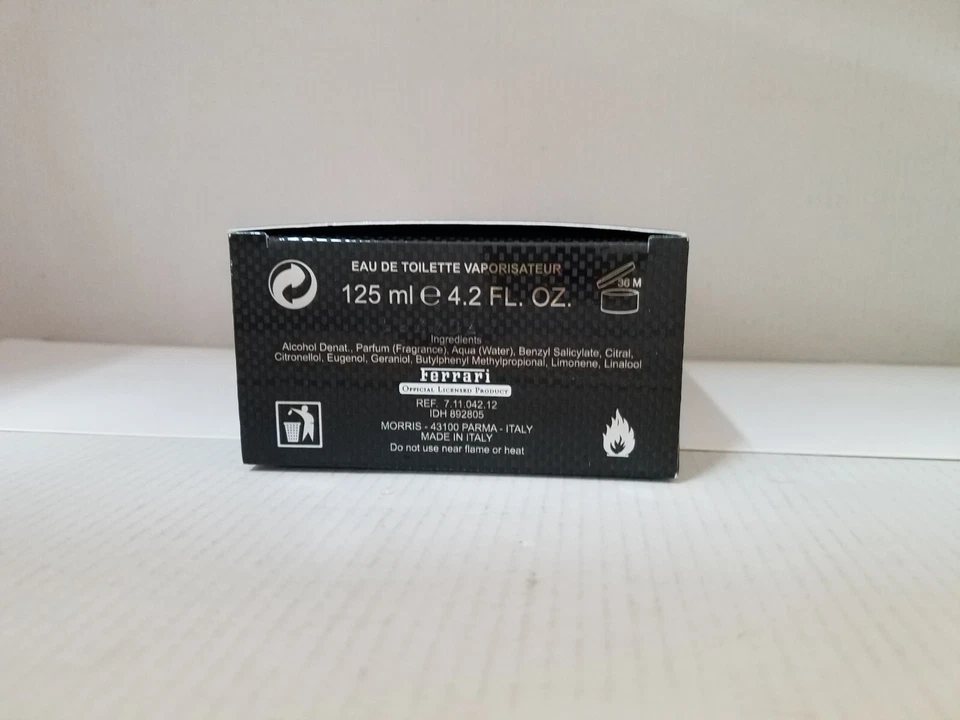 EAU DE TOILETTE VAPORISATEUR
125 ml ℮ 4.2 FL. OZ.
36 M
Ingredients
Alcohol Denat., Parfum (Fragrance), Aqua (Water), Benzyl Salicylate, Citral,
Citronellol, Eugenol, Geraniol, Butylphenyl Methylpropional, Limonene, Linalool
Ferrari
OFFICIAL LICENSED PRODUCT
REF. 7.11.042.12
IDH 892805
MORRIS - 43100 PARMA - ITALY
MADE IN ITALY
Do not use near flame or heat